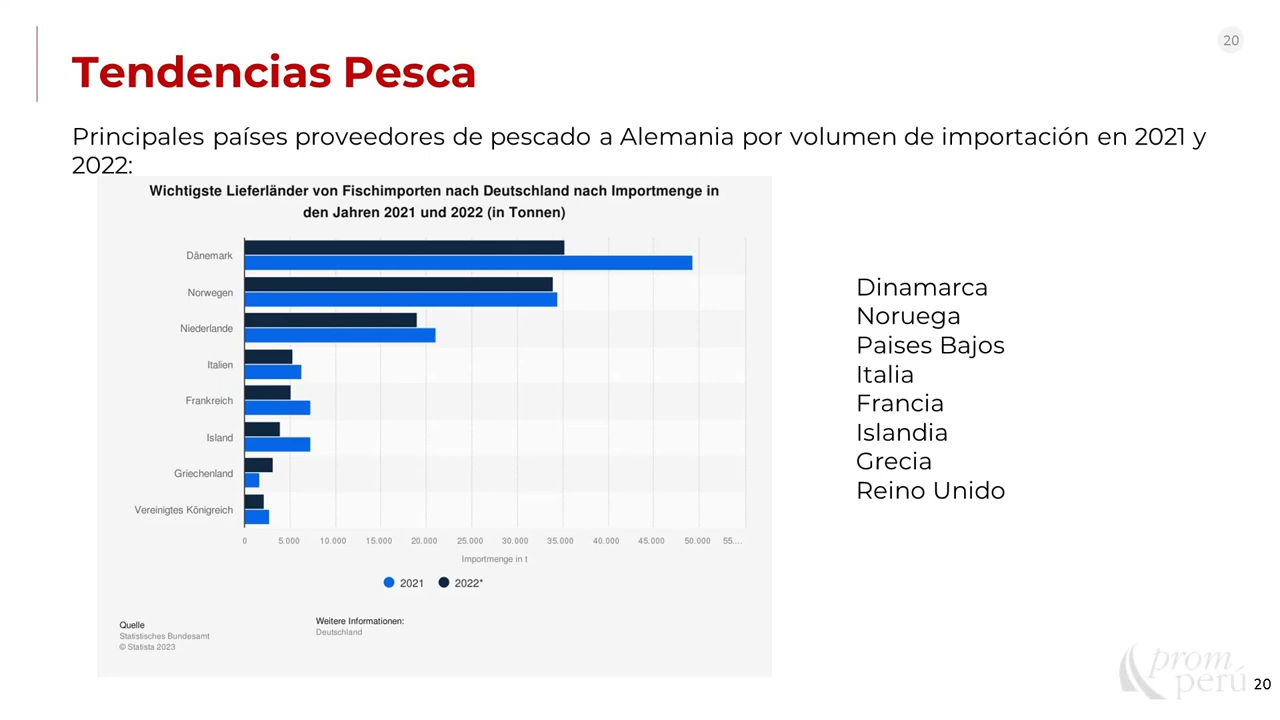 20
Tendencias Pesca
Principales países proveedores de pescado a Alemania por volumen de importación en 2021 y
2022:
Wichtigste Lieferländer von Fischimporten nach Deutschland nach Importmenge in
den Jahren 2021 und 2022 (in Tonnen)
Dänemark
Norwegen
Niederlande
Italien
Frankreich
Island
Griechenland
Vereinigtes Königreich
0 5.000 10.000 15.000 20.000 25.000 30.000 35.000 40.000 45.000 50.000 55....
Importmenge in t
2021 2022*
Quelle
Statistisches Bundesamt
© Statista 2023
Weitere Informationen:
Deutschland
Dinamarca
Noruega
Paises Bajos
Italia
Francia
Islandia
Grecia
Reino Unido
prom
perú
20